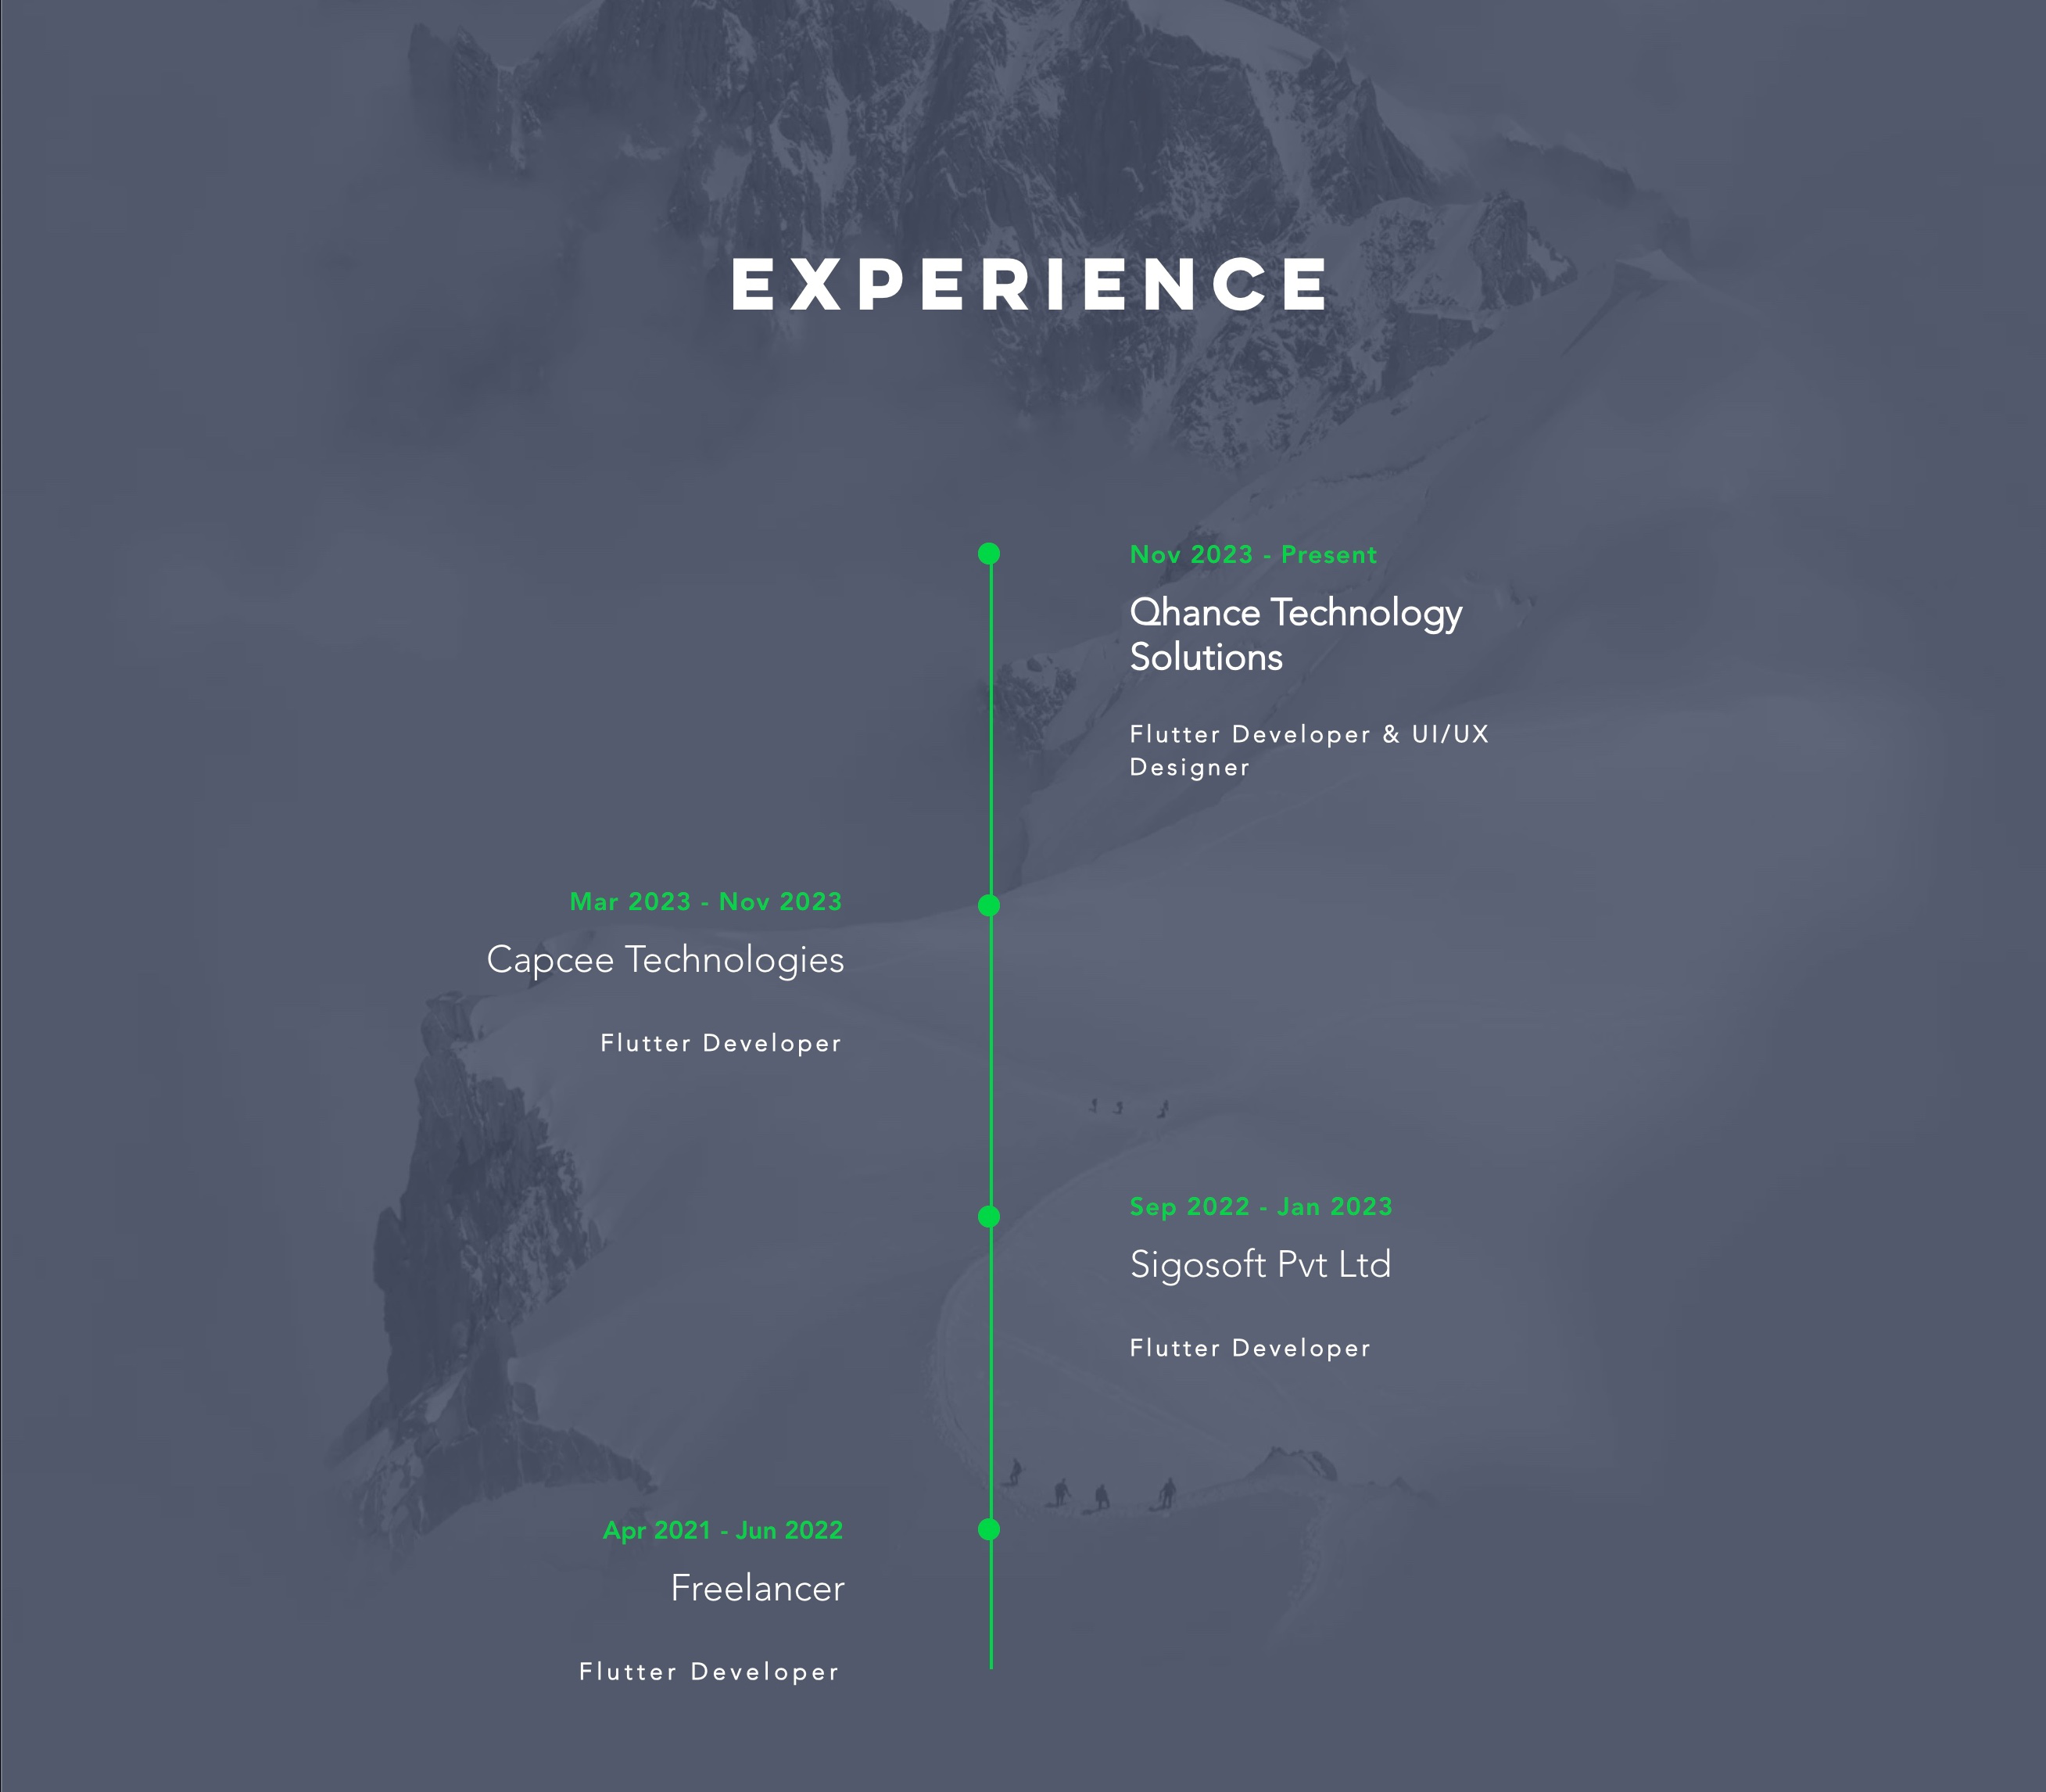 EXPERIENCE
Nov 2023 - Present
Qhance Technology
Solutions
Flutter Developer & UI/UX
Designer
Mar 2023 - Nov 2023
Capcee Technologies
Flutter Developer
Sep 2022 - Jan 2023
Sigosoft Pvt Ltd
Flutter Developer
Apr 2021 - Jun 2022
Freelancer
Flutter Developer